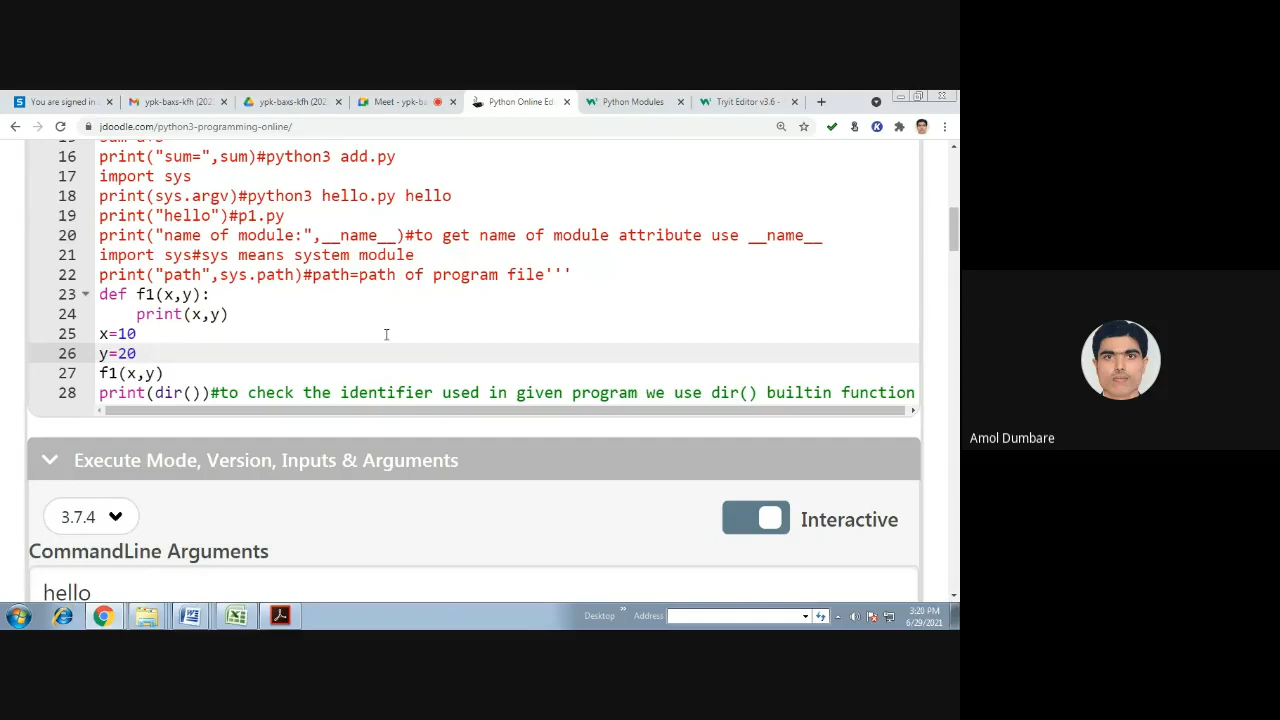 You are signed in
ypk-baxs-kfh (202
ypk-baxs-kfh (202
Meet - ypk-ba
Python Online Ed
Python Modules
Tryit Editor v3.6 -
jdoodle.com/python3-programming-online/
16 print("sum=",sum)#python3 add.py
17 import sys
18 print(sys.argv)#python3 hello.py hello
19 print("hello")#p1.py
20 print("name of module:",__name__)#to get name of module attribute use __name__
21 import sys#sys means system module
22 print("path",sys.path)#path=path of program file'''
23 def f1(x,y):
24 print(x,y)
25 x=10
26 y=20
27 f1(x,y)
28 print(dir())#to check the identifier used in given program we use dir() builtin function
Execute Mode, Version, Inputs & Arguments
3.7.4
Interactive
CommandLine Arguments
hello
Desktop
Address
3:20 PM
6/29/2021
Amol Dumbare